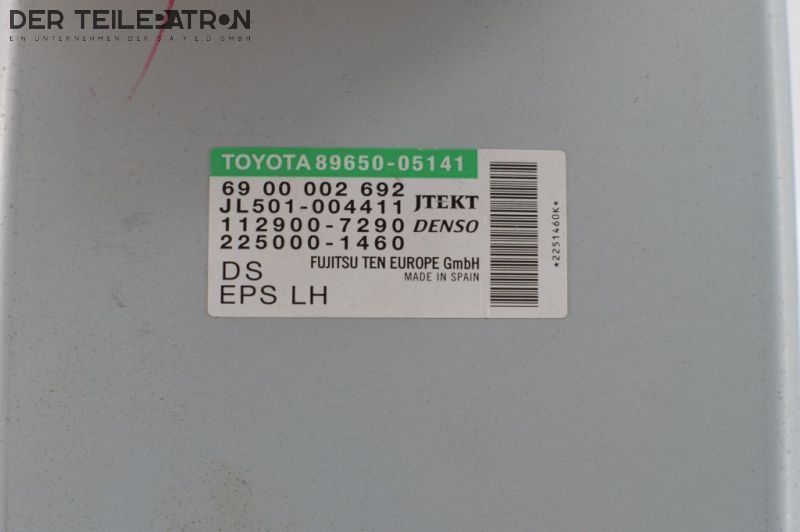 DER TEILEPATRON
EIN UNTERNEHMEN DER S A Y E D GMBH
TOYOTA 89650-05141
69 00 002 692
JL501-004411 JTEKT
112900-7290 DENSO
225000-1460
DS FUJITSU TEN EUROPE GmbH
MADE IN SPAIN
EPS LH
*2251460K*